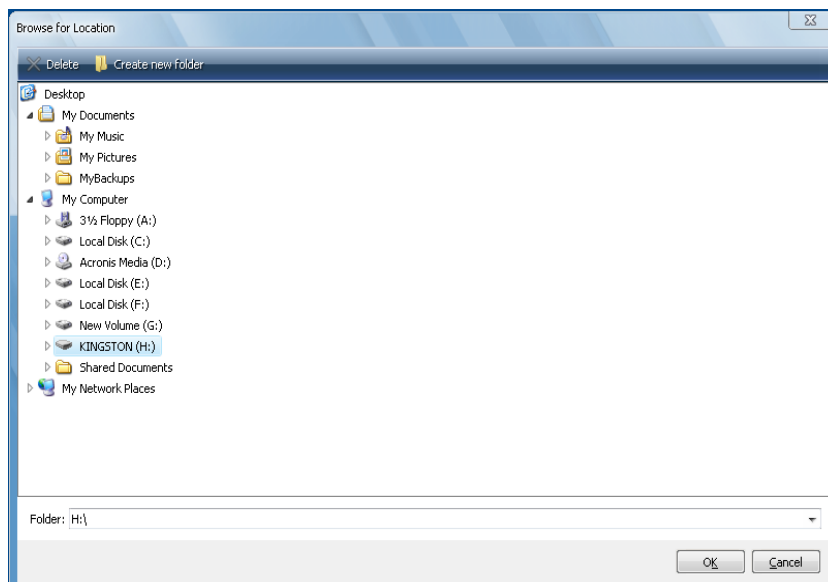 Browse for Location
Delete Create new folder
Desktop
My Documents
My Music
My Pictures
MyBackups
My Computer
3½ Floppy (A:)
Local Disk (C:)
Acronis Media (D:)
Local Disk (E:)
Local Disk (F:)
New Volume (G:)
KINGSTON (H:)
Shared Documents
My Network Places
Folder: H:\
OK Cancel